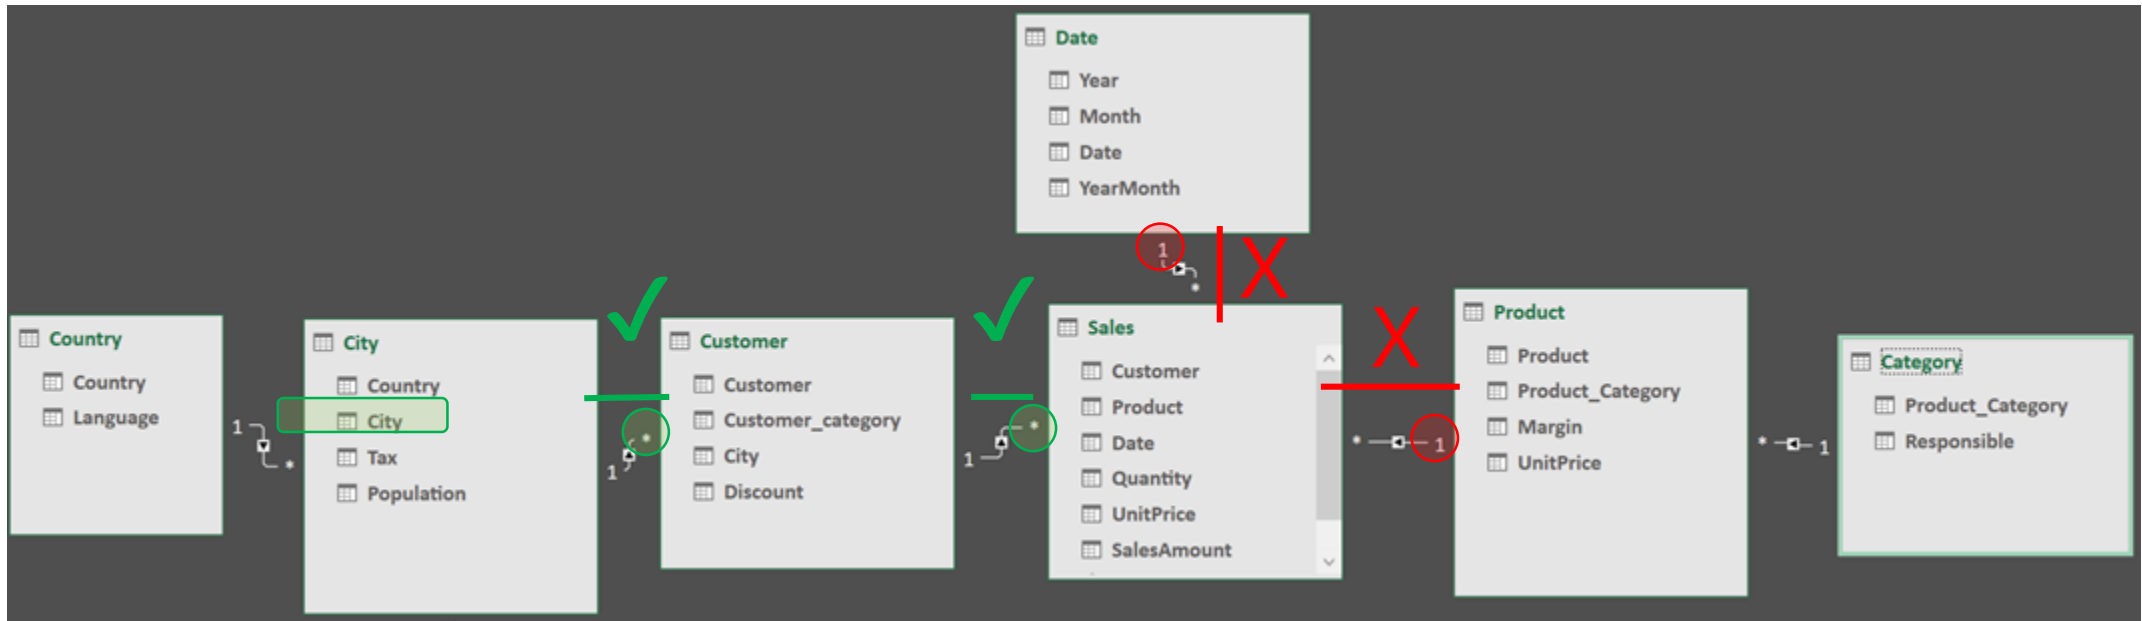 Date
Year
Month
Date
YearMonth
1
*
X
Country
Country
Language
1
*
City
Country
City
Tax
Population
1
*
Customer
Customer
Customer_category
City
Discount
1
*
Sales
Customer
Product
Date
Quantity
UnitPrice
SalesAmount
X
* 1
Product
Product
Product_Category
Margin
UnitPrice
* 1
Category
Product_Category
Responsible